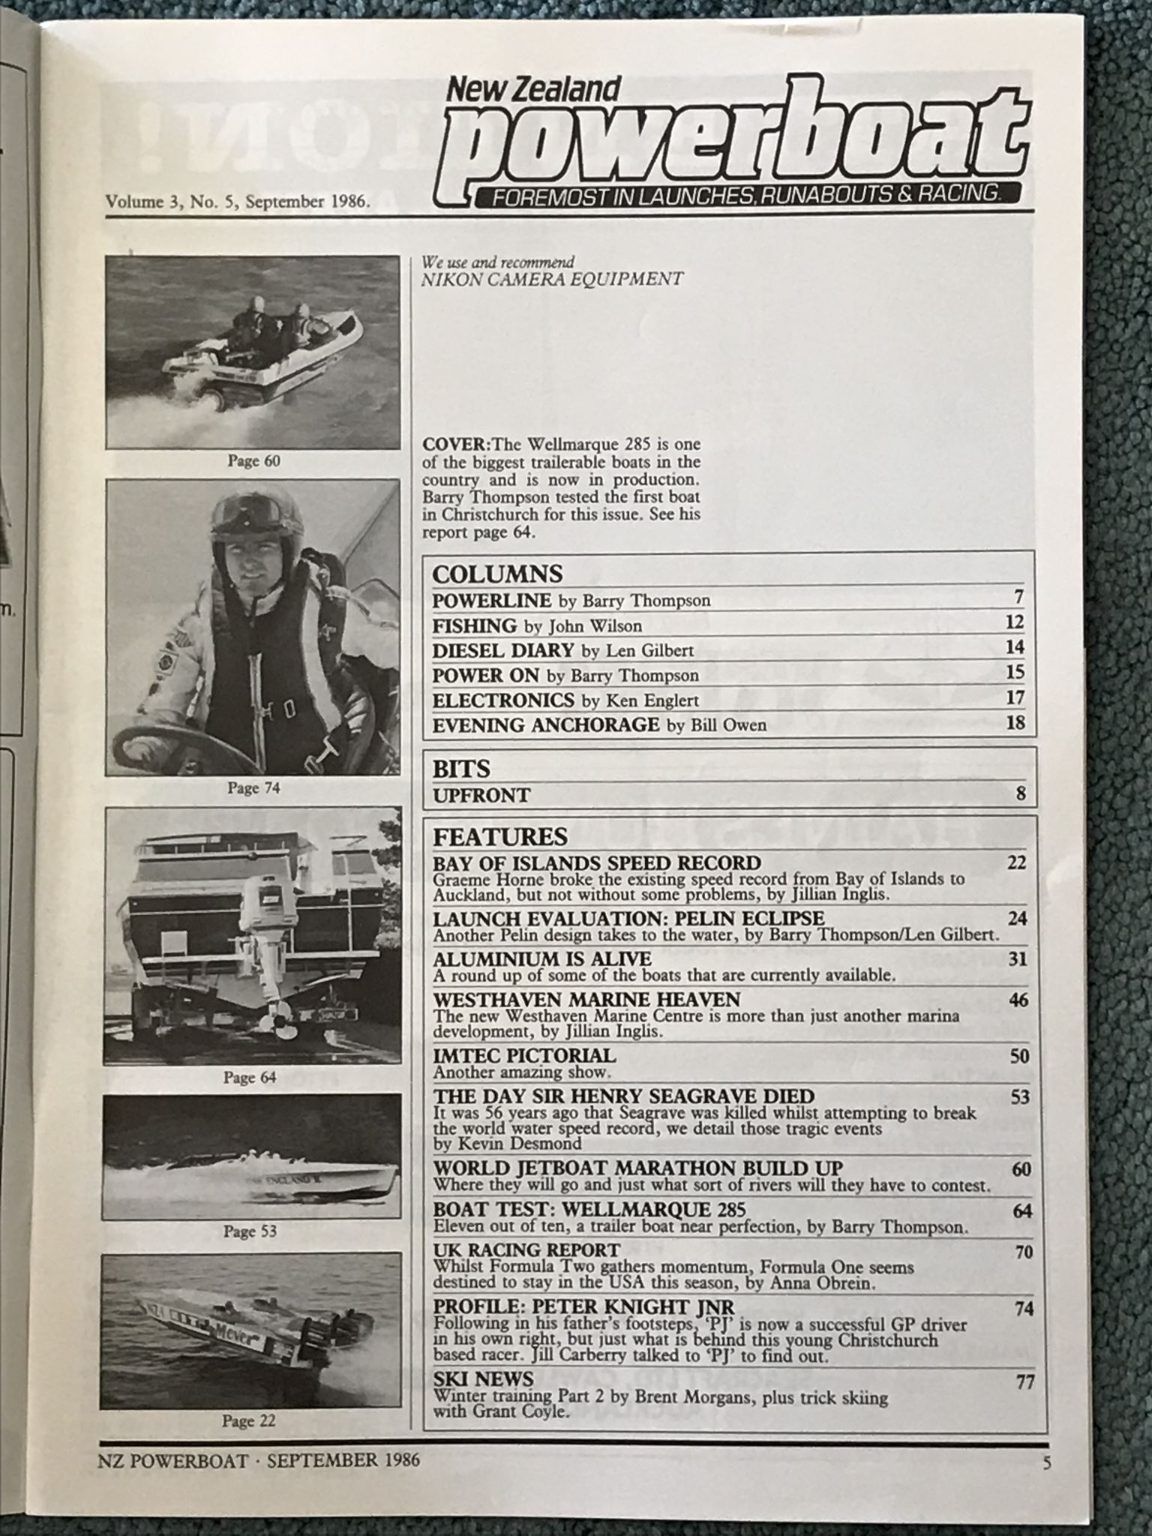 New Zealand
powerboat
FOREMOST IN LAUNCHES, RUNABOUTS & RACING.
Volume 3, No. 5, September 1986.
Page 60
Page 74
Page 64
Page 53
Mover
Page 22
We use and recommend
NIKON CAMERA EQUIPMENT
COVER:The Wellmarque 285 is one
of the biggest trailerable boats in the
country and is now in production.
Barry Thompson tested the first boat
in Christchurch for this issue. See his
report page 64.
COLUMNS
POWERLINE by Barry Thompson 7
FISHING by John Wilson 12
DIESEL DIARY by Len Gilbert 14
POWER ON by Barry Thompson 15
ELECTRONICS by Ken Englert 17
EVENING ANCHORAGE by Bill Owen 18
BITS
UPFRONT 8
FEATURES
BAY OF ISLANDS SPEED RECORD 22
Graeme Horne broke the existing speed record from Bay of Islands to
Auckland, but not without some problems, by Jillian Inglis.
LAUNCH EVALUATION: PELIN ECLIPSE 24
Another Pelin design takes to the water, by Barry Thompson/Len Gilbert.
ALUMINIUM IS ALIVE 31
A round up of some of the boats that are currently available.
WESTHAVEN MARINE HEAVEN 46
The new Westhaven Marine Centre is more than just another marina
development, by Jillian Inglis.
IMTEC PICTORIAL 50
Another amazing show.
THE DAY SIR HENRY SEAGRAVE DIED 53
It was 56 years ago that Seagrave was killed whilst attempting to break
the world water speed record, we detail those tragic events
by Kevin Desmond
WORLD JETBOAT MARATHON BUILD UP 60
Where they will go and just what sort of rivers will they have to contest.
BOAT TEST: WELLMARQUE 285 64
Eleven out of ten, a trailer boat near perfection, by Barry Thompson.
UK RACING REPORT 70
Whilst Formula Two gathers momentum, Formula One seems
destined to stay in the USA this season, by Anna Obrein.
PROFILE: PETER KNIGHT JNR 74
Following in his father's footsteps, 'PJ' is now a successful GP driver
in his own right, but just what is behind this young Christchurch
based racer. Jill Carberry talked to 'PJ' to find out.
SKI NEWS 77
Winter training Part 2 by Brent Morgans, plus trick skiing
with Grant Coyle.
NZ POWERBOAT · SEPTEMBER 1986 5